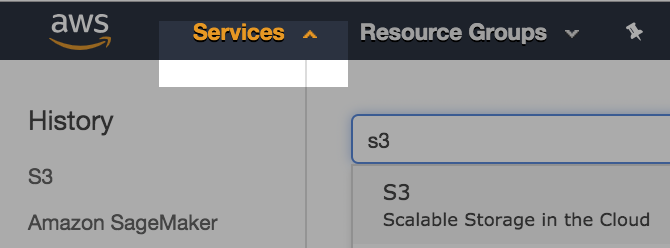 aws Services Resource Groups
History
s3
S3
S3
Scalable Storage in the Cloud
Amazon SageMaker